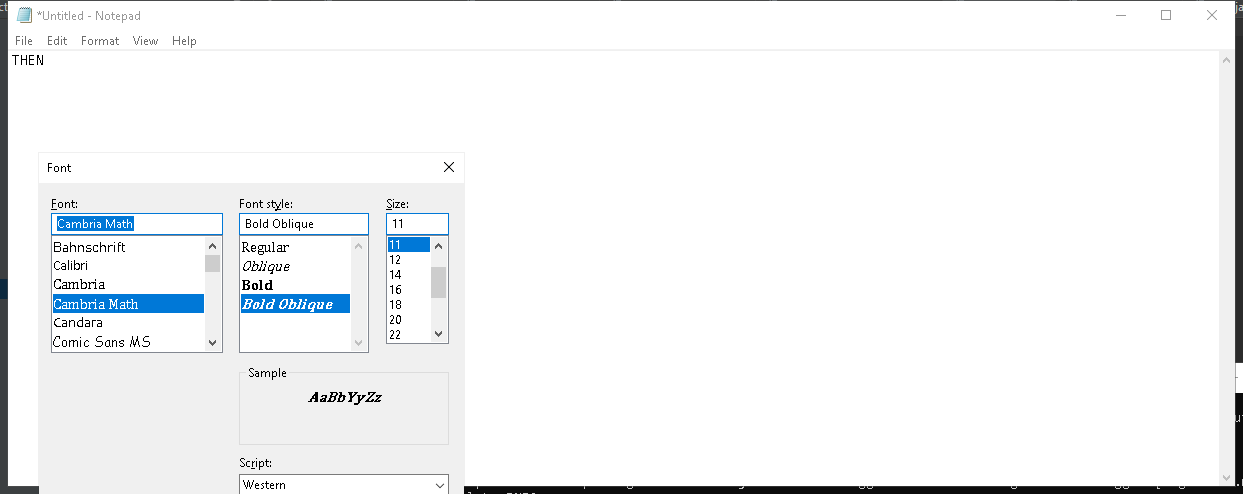 *Untitled - Notepad
File Edit Format View Help
THEN
Font
Font: Font style: Size:
Cambria Math Bold Oblique 11
Bahnschrift Regular 11
Calibri Oblique 12
Cambria Bold 14
Cambria Math Bold Oblique 16
Candara 18
Comic Sans MS 20
22
Sample
AaBbYyZz
Script:
Western